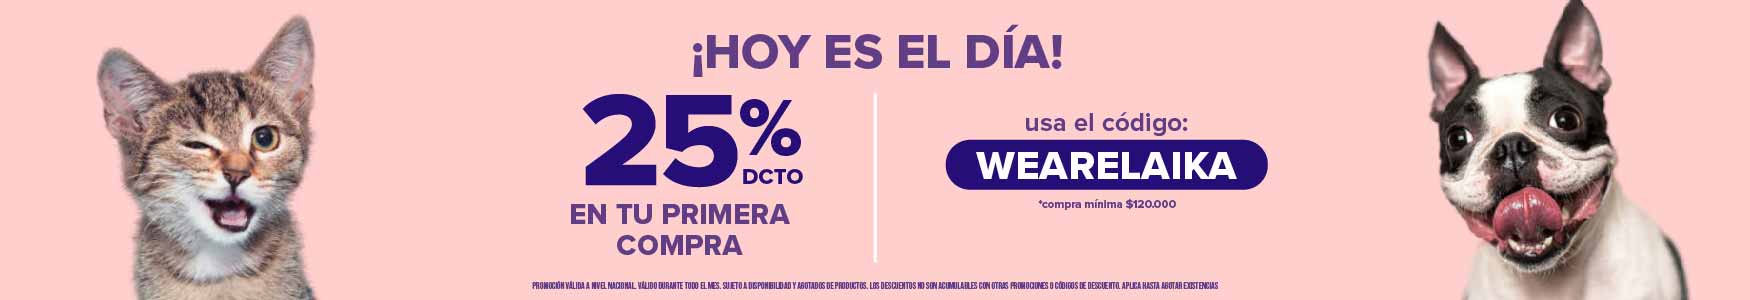 ¡HOY ES EL DÍA!
25%
DCTO
EN TU PRIMERA
COMPRA
usa el código:
WEARELAIKA
*compra mínima $120.000
PROMOCIÓN VÁLIDA A NIVEL NACIONAL. VÁLIDO DURANTE TODO EL MES. SUJETO A DISPONIBILIDAD Y AGOTADOS DE PRODUCTOS. LOS DESCUENTOS NO SON ACUMULABLES CON OTRAS PROMOCIONES O CÓDIGOS DE DESCUENTO. APLICA HASTA AGOTAR EXISTENCIAS